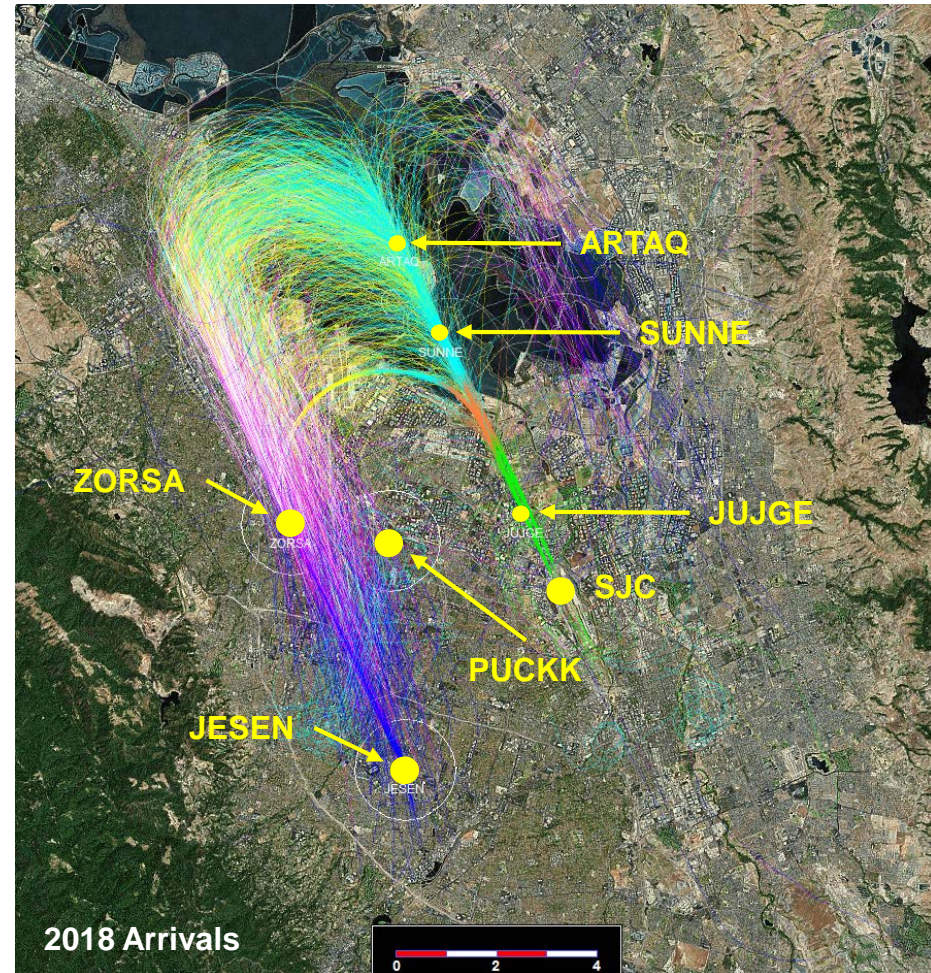 ARTAQ
ARTAQ
SUNNE
SUNNE
ZORSA
ZORSA
JUJGE
JUJGE
SJC
PUCKK
JESEN
JESEN
2018 Arrivals
0 2 4